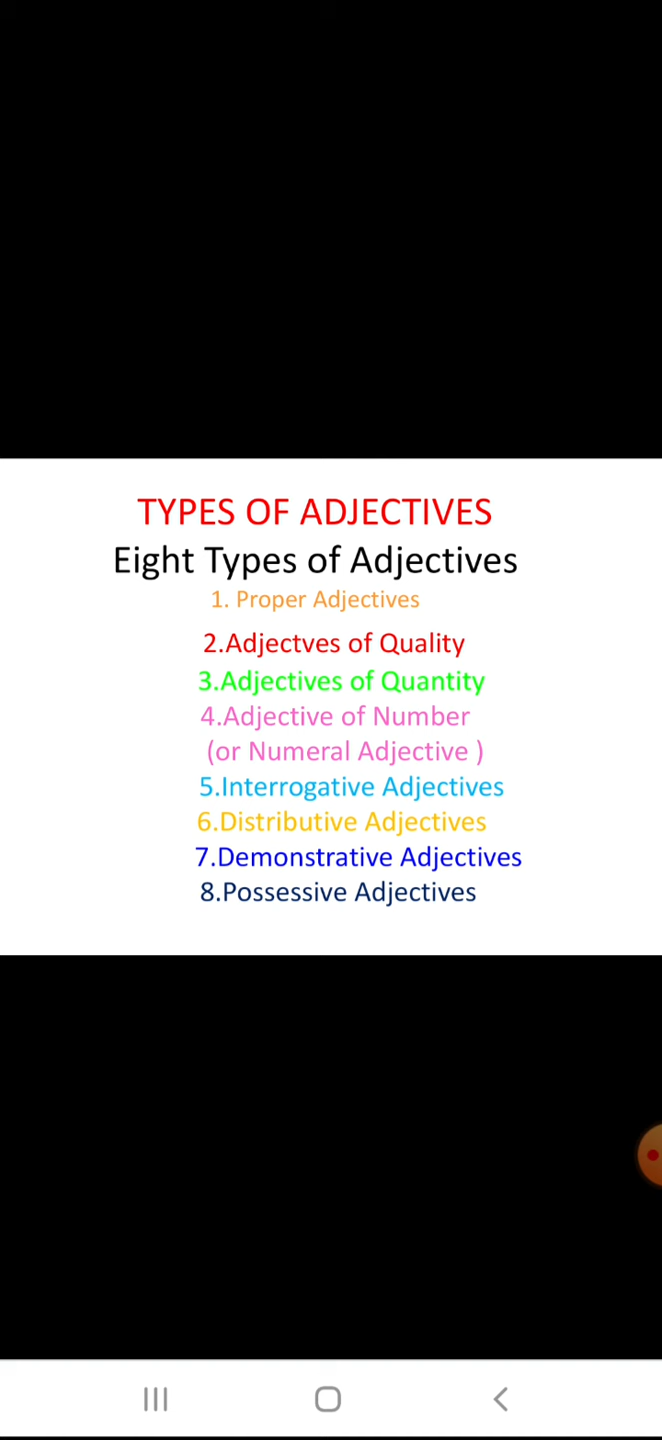 TYPES OF ADJECTIVES
Eight Types of Adjectives
1. Proper Adjectives
2.Adjectves of Quality
3.Adjectives of Quantity
4.Adjective of Number
(or Numeral Adjective )
5.Interrogative Adjectives
6.Distributive Adjectives
7.Demonstrative Adjectives
8.Possessive Adjectives